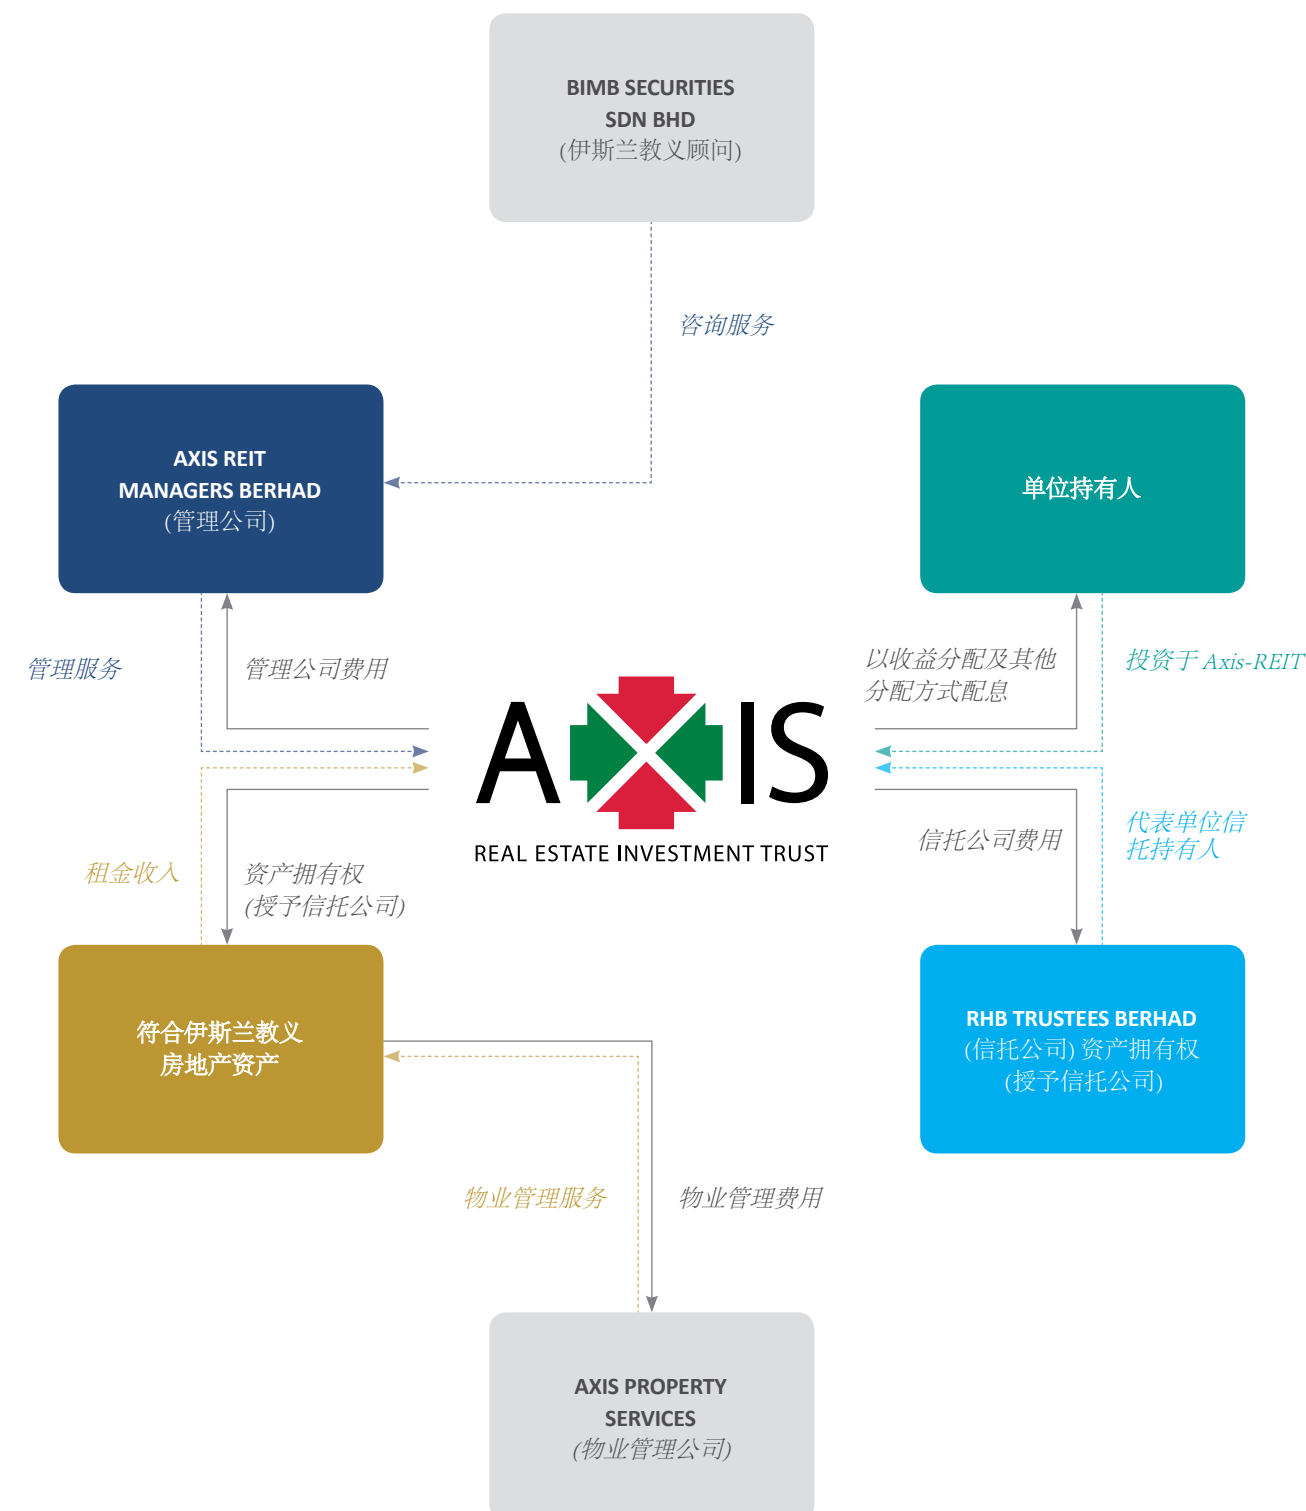 BIMB SECURITIES
SDN BHD
(伊斯兰教义顾问)
咨询服务
AXIS REIT
MANAGERS BERHAD
(管理公司)
单位持有人
管理服务
管理公司费用
以收益分配及其他
分配方式配息
投资于 Axis-REIT
AXIS
REAL ESTATE INVESTMENT TRUST
租金收入
资产拥有权
(授予信托公司)
信托公司费用
代表单位信
托持有人
符合伊斯兰教义
房地产资产
RHB TRUSTEES BERHAD
(信托公司) 资产拥有权
(授予信托公司)
物业管理服务
物业管理费用
AXIS PROPERTY
SERVICES
(物业管理公司)